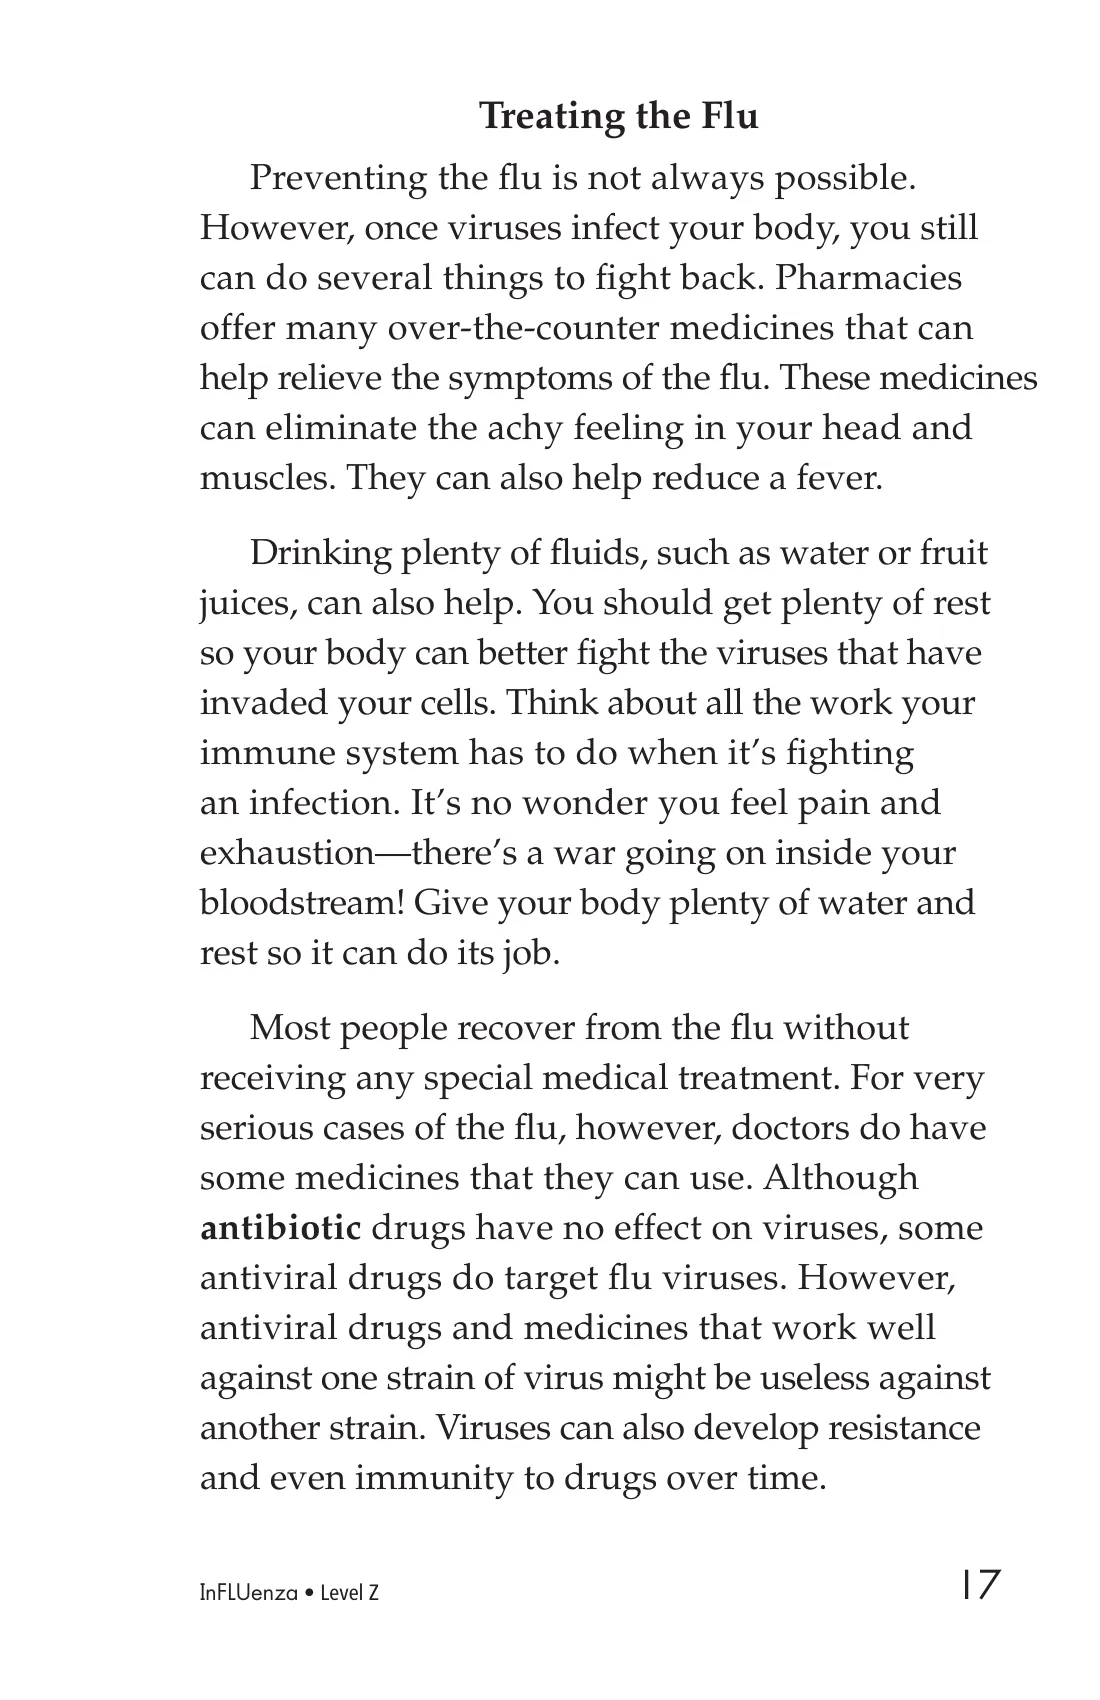 Treating the Flu
Preventing the flu is not always possible.
However, once viruses infect your body, you still
can do several things to fight back. Pharmacies
offer many over-the-counter medicines that can
help relieve the symptoms of the flu. These medicines
can eliminate the achy feeling in your head and
muscles. They can also help reduce a fever.
Drinking plenty of fluids, such as water or fruit
juices, can also help. You should get plenty of rest
so your body can better fight the viruses that have
invaded your cells. Think about all the work your
immune system has to do when it’s fighting
an infection. It’s no wonder you feel pain and
exhaustion—there’s a war going on inside your
bloodstream! Give your body plenty of water and
rest so it can do its job.
Most people recover from the flu without
receiving any special medical treatment. For very
serious cases of the flu, however, doctors do have
some medicines that they can use. Although
antibiotic drugs have no effect on viruses, some
antiviral drugs do target flu viruses. However,
antiviral drugs and medicines that work well
against one strain of virus might be useless against
another strain. Viruses can also develop resistance
and even immunity to drugs over time.
InFLUenza • Level Z
17